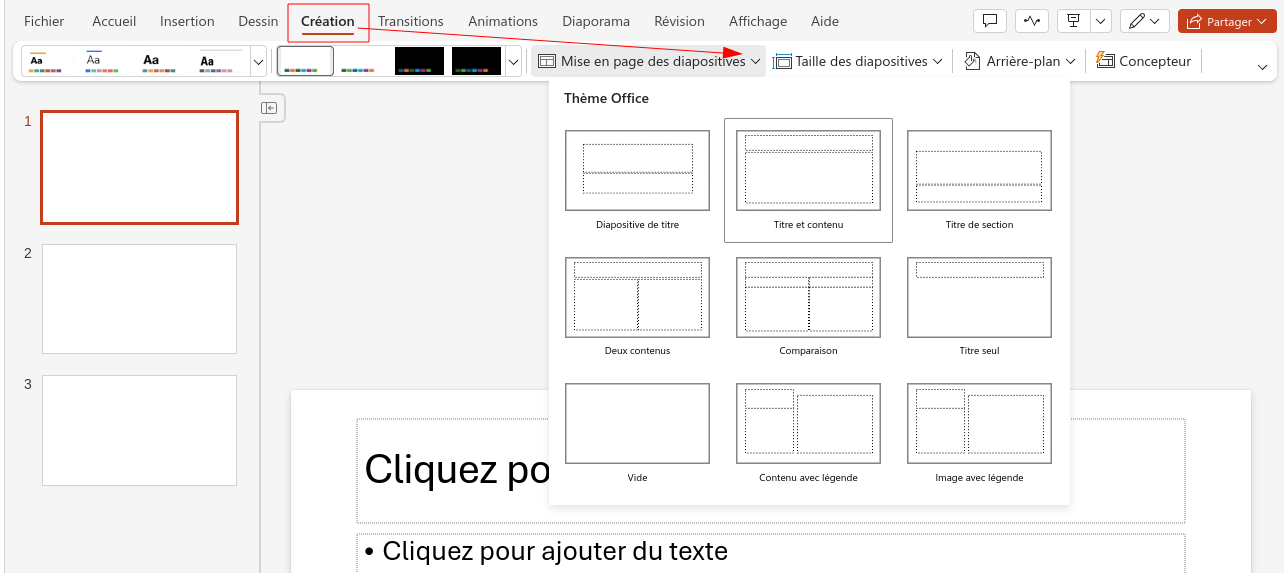 Fichier Accueil Insertion Dessin Création Transitions Animations Diaporama Révision Affichage Aide Partager
Aa Aa Aa Aa Mise en page des diapositives Taille des diapositives Arrière-plan Concepteur
Thème Office
1
Diapositive de titre Titre et contenu Titre de section
2
Deux contenus Comparaison Titre seul
3
Vide Contenu avec légende Image avec légende
Cliquez po
• Cliquez pour ajouter du texte